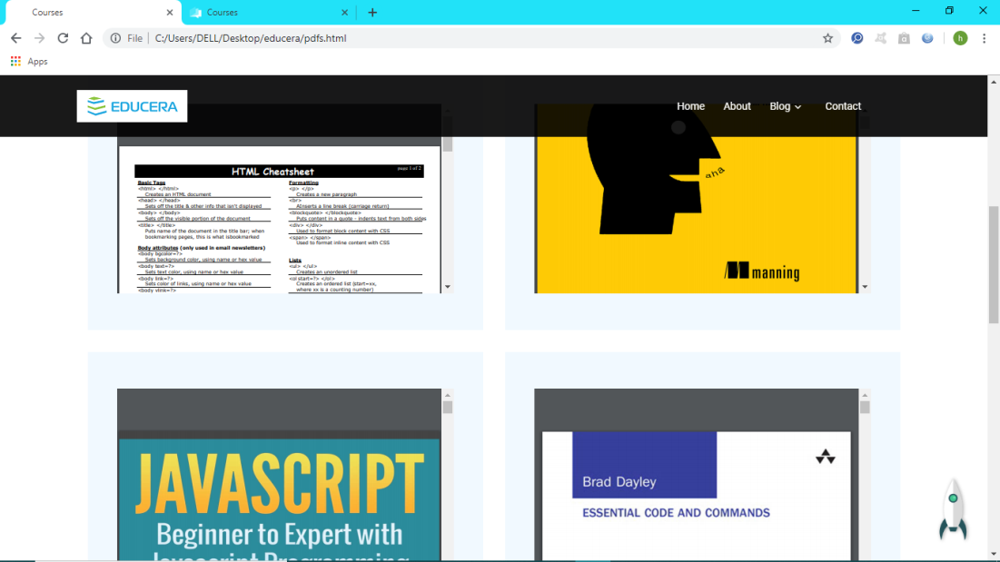 Courses
Courses
File
C:/Users/DELL/Desktop/educera/pdfs.html
h
Apps
EDUCERA
Home
About
Blog
Contact
HTML Cheatsheet
page 1 of 2
Basic Tags
<html> </html>
Creates an HTML document
<head> </head>
Sets off the title & other info that isn't displayed
<body> </body>
Sets off the visible portion of the document
<title> </title>
Puts name of the document in the title bar; when
bookmarking pages, this is what is bookmarked
Body attributes (only used in email newsletters)
<body bgcolor=?>
Sets background color, using name or hex value
<body text=?>
Sets text color, using name or hex value
<body link=?>
Sets color of links, using name or hex value
<body vlink=?>
Formatting
<p> </p>
Creates a new paragraph
<br>
AInserts a line break (carriage return)
<blockquote> </blockquote>
Puts content in a quote - indents text from both sides
<div> </div>
Used to format block content with CSS
<span> </span>
Used to format inline content with CSS
Lists
<ul> </ul>
Creates an unordered list
<ol start=?> </ol>
Creates an ordered list (start=xx,
where xx is a counting number)
aha
manning
JAVASCRIPT
Beginner to Expert with
Javascript Programming
Brad Dayley
ESSENTIAL CODE AND COMMANDS